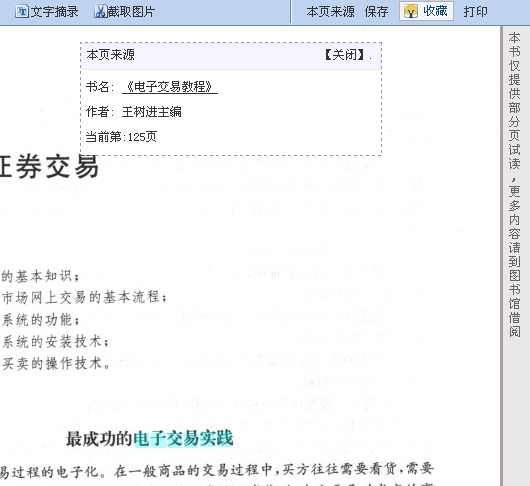 文字摘录 截取图片 本页来源 保存 收藏 打印
本页来源 【关闭】.
书名：《电子交易教程》
作者：王树进主编
当前第:125页
证券交易
的基本知识；
市场网上交易的基本流程；
系统的功能；
系统的安装技术；
买卖的操作技术。
最成功的电子交易实践
易过程的电子化。在一般商品的交易过程中,买方往往需要看货,需要
本书仅提供部分页试读,更多内容请到图书馆借阅